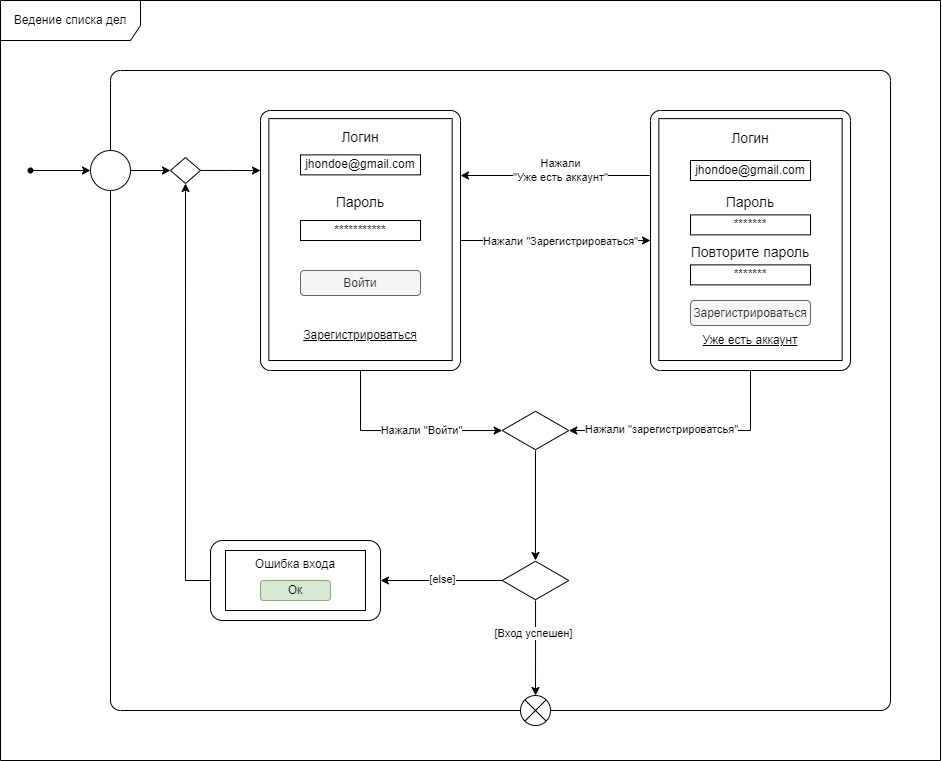 Ведение списка дел
Логин
jhondoe@gmail.com
Пароль
***********
Войти
Зарегистрироваться
Нажали
"Уже есть аккаунт"
Нажали "Зарегистрироваться"
Логин
jhondoe@gmail.com
Пароль
*******
Повторите пароль
*******
Зарегистрироваться
Уже есть аккаунт
Нажали "Войти"
Нажали "зарегистрироватсья"
Ошибка входа
Ок
[else]
[Вход успешен]